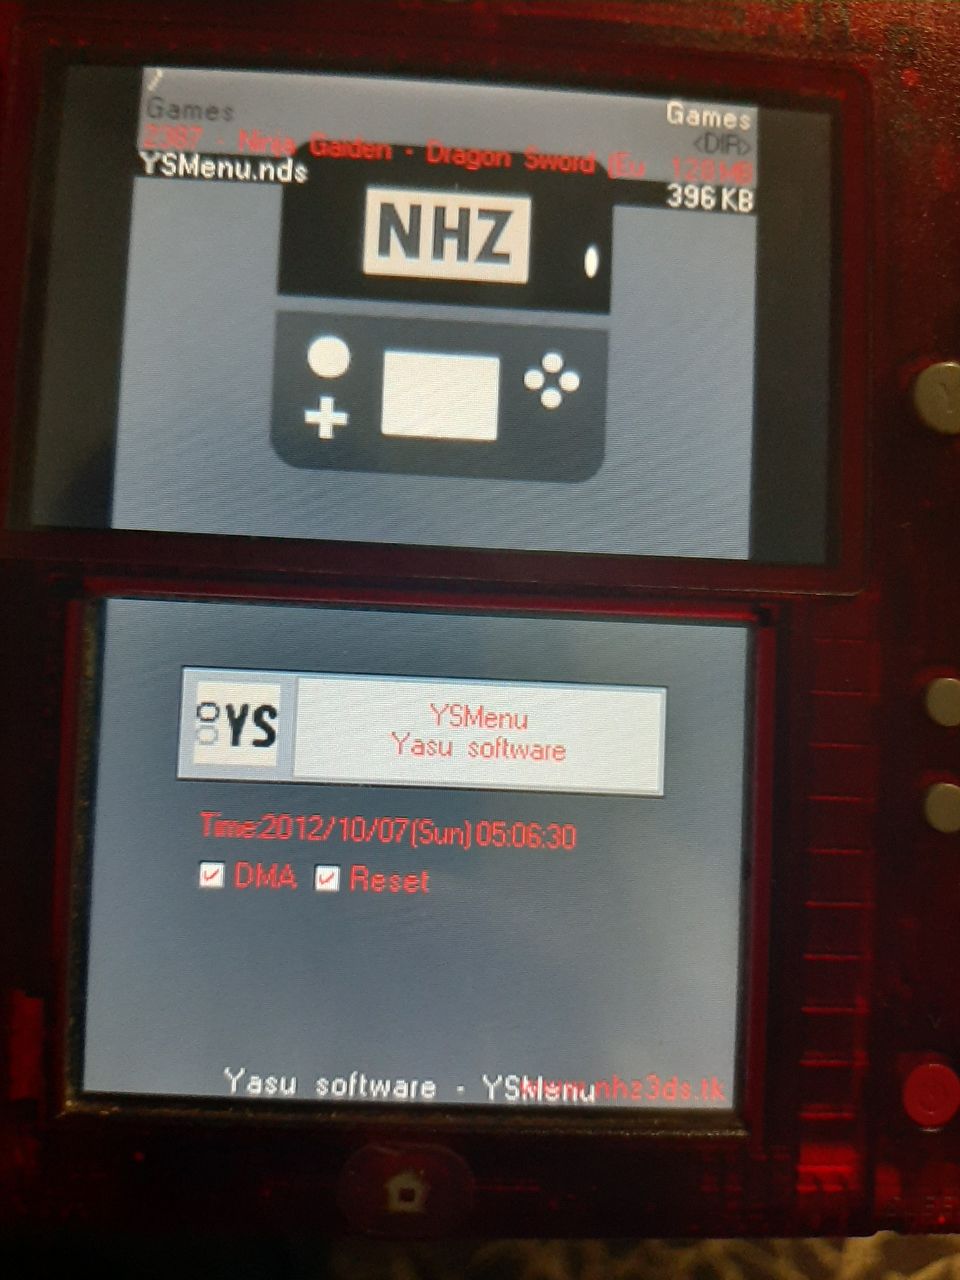 /
Games
Games <DIR>
2387 - Ninja Gaiden - Dragon Sword (Eu 128MB
YSMenu.nds 396 KB
NHZ
YS
YSMenu
Yasu software
Time:2012/10/07(Sun) 05:06:30
DMA Reset
Yasu software - YSMenu
www.nhz3ds.tk